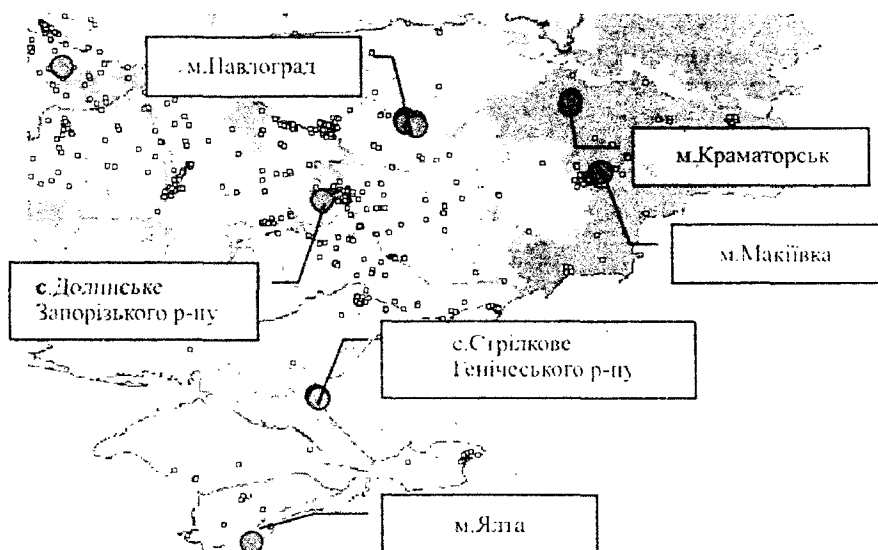 м.Павлоград
м.Краматорськ
м.Макіївка
с.Долинське
Запорізького р-ну
с.Стрілкове
Генічеського р-ну
м.Ялта